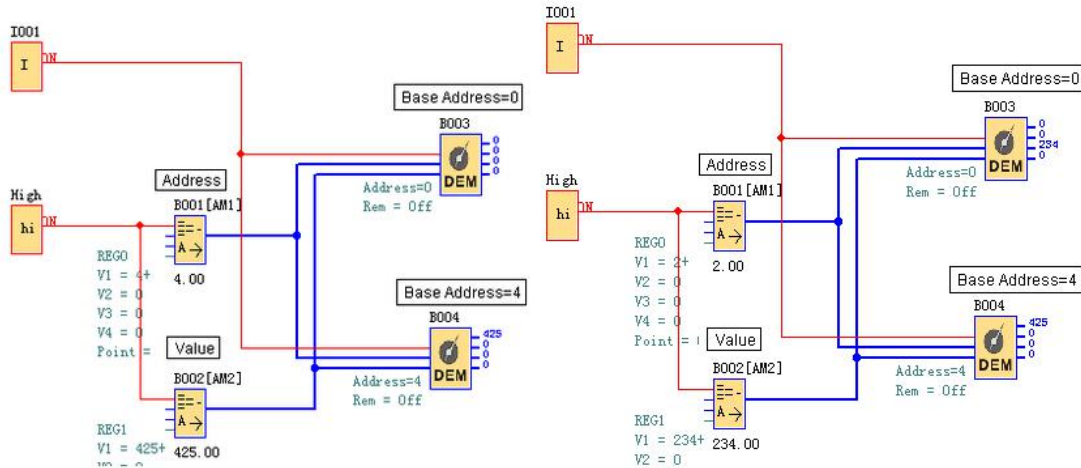 I001
I
ON
Base Address=0
B003
0
0
0
0
DEM
Address=0
Rem = Off
High
hi
ON
Address
B001[AM1]
A→
4.00
REG0
V1 = 4+
V2 = 0
V3 = 0
V4 = 0
Point =
Base Address=4
B004
425
0
0
0
DEM
Address=4
Rem = Off
Value
B002[AM2]
A→
425.00
REG1
V1 = 425+
V2 = 0
I001
I
ON
Base Address=0
B003
0
0
234
0
DEM
Address=0
Rem = Off
High
hi
ON
Address
B001[AM1]
A→
2.00
REG0
V1 = 2+
V2 = 0
V3 = 0
V4 = 0
Point =
Base Address=4
B004
425
0
0
0
DEM
Address=4
Rem = Off
Value
B002[AM2]
A→
234.00
REG1
V1 = 234+
V2 = 0